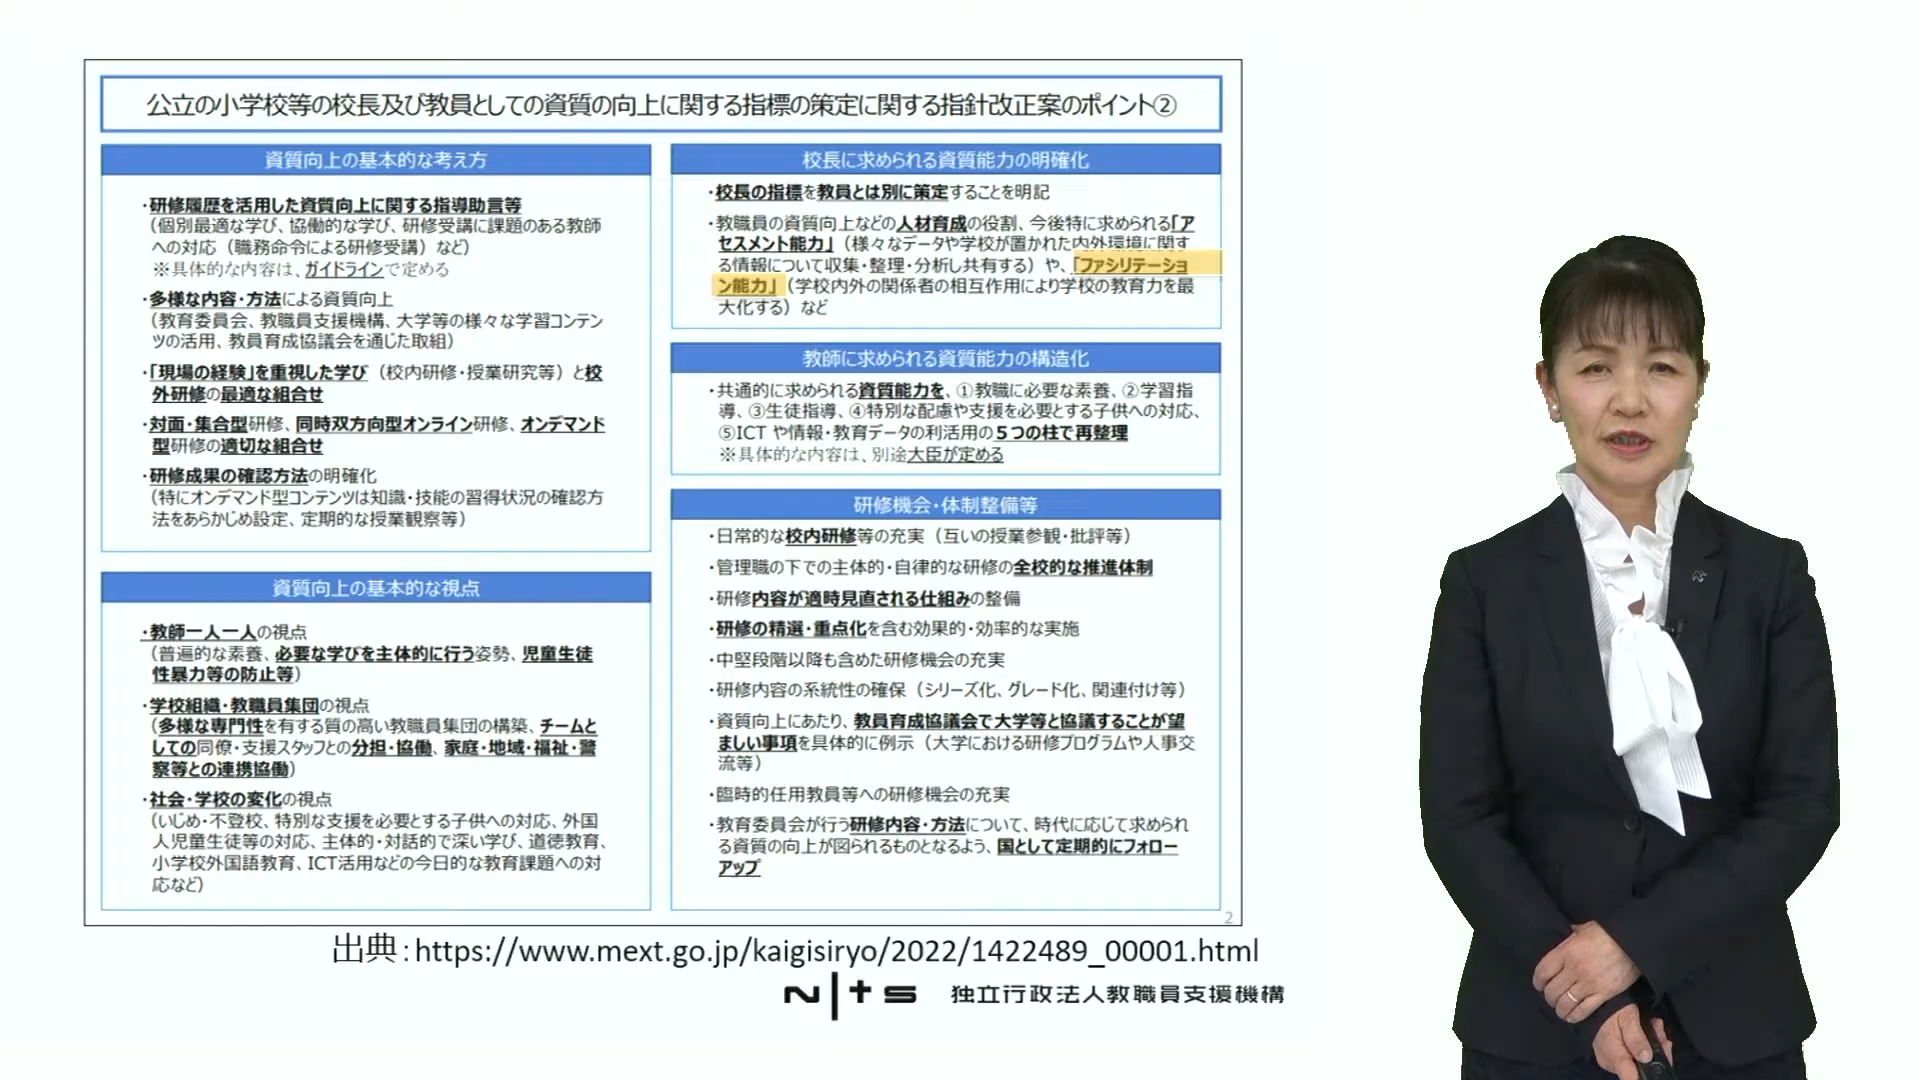 公立の小学校等の校長及び教員としての資質の向上に関する指標の策定に関する指針改正案のポイント②
資質向上の基本的な考え方
・研修履歴を活用した資質向上に関する指導助言等
（個別最適な学び、協働的な学び、研修受講に課題のある教師
への対応（職務命令による研修受講）など）
※具体的な内容は、ガイドラインで定める
・多様な内容・方法による資質向上
（教育委員会、教職員支援機構、大学等の様々な学習コンテン
ツの活用、教員育成協議会を通じた取組）
・「現場の経験」を重視した学び（校内研修・授業研究等）と校
外研修の最適な組合せ
・対面・集合型研修、同時双方向型オンライン研修、オンデマンド
型研修の適切な組合せ
・研修成果の確認方法の明確化
（特にオンデマンド型コンテンツは知識・技能の習得状況の確認方
法をあらかじめ設定、定期的な授業観察等）
資質向上の基本的な視点
・教師一人一人の視点
（普遍的な素養、必要な学びを主体的に行う姿勢、児童生徒
性暴力等の防止等）
・学校組織・教職員集団の視点
（多様な専門性を有する質の高い教職員集団の構築、チームと
しての同僚・支援スタッフとの分担・協働、家庭・地域・福祉・警
察等との連携協働）
・社会・学校の変化の視点
（いじめ・不登校、特別な支援を必要とする子供への対応、外国
人児童生徒等の対応、主体的・対話的で深い学び、道徳教育、
小学校外国語教育、ICT活用などの今日的な教育課題への対
応など）
校長に求められる資質能力の明確化
・校長の指標を教員とは別に策定することを明記
・教職員の資質向上などの人材育成の役割、今後特に求められる「ア
セスメント能力」（様々なデータや学校が置かれた内外環境に関す
る情報について収集・整理・分析し共有する）や、「ファシリテーショ
ン能力」（学校内外の関係者の相互作用により学校の教育力を最
大化する）など
教師に求められる資質能力の構造化
・共通的に求められる資質能力を、①教職に必要な素養、②学習指
導、③生徒指導、④特別な配慮や支援を必要とする子供への対応、
⑤ICT や情報・教育データの利活用の５つの柱で再整理
※具体的な内容は、別途大臣が定める
研修機会・体制整備等
・日常的な校内研修等の充実（互いの授業参観・批評等）
・管理職の下での主体的・自律的な研修の全校的な推進体制
・研修内容が適時見直される仕組みの整備
・研修の精選・重点化を含む効果的・効率的な実施
・中堅段階以降も含めた研修機会の充実
・研修内容の系統性の確保（シリーズ化、グレード化、関連付け等）
・資質向上にあたり、教員育成協議会で大学等と協議することが望
ましい事項を具体的に例示（大学における研修プログラムや人事交
流等）
・臨時的任用教員等への研修機会の充実
・教育委員会が行う研修内容・方法について、時代に応じて求められ
る資質の向上が図られるものとなるよう、国として定期的にフォロー
アップ
2
出典：https://www.mext.go.jp/kaigisiryo/2022/1422489_00001.html
NITS 独立行政法人教職員支援機構